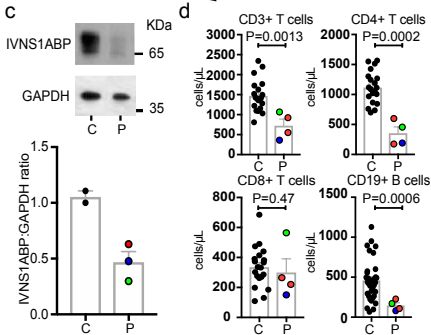 c
KDa
IVNS1ABP
65
GAPDH
35
C P
IVNS1ABP:GAPDH ratio
1.5
1.0
0.5
0.0
C P
d
CD3+ T cells
P=0.0013
cells/μL
3000
2500
2000
1500
1000
500
0
C P
CD4+ T cells
P=0.0002
cells/μL
2000
1500
1000
500
0
C P
CD8+ T cells
P=0.47
cells/μL
800
600
400
200
0
C P
CD19+ B cells
P=0.0006
cells/μL
1500
1000
500
0
C P